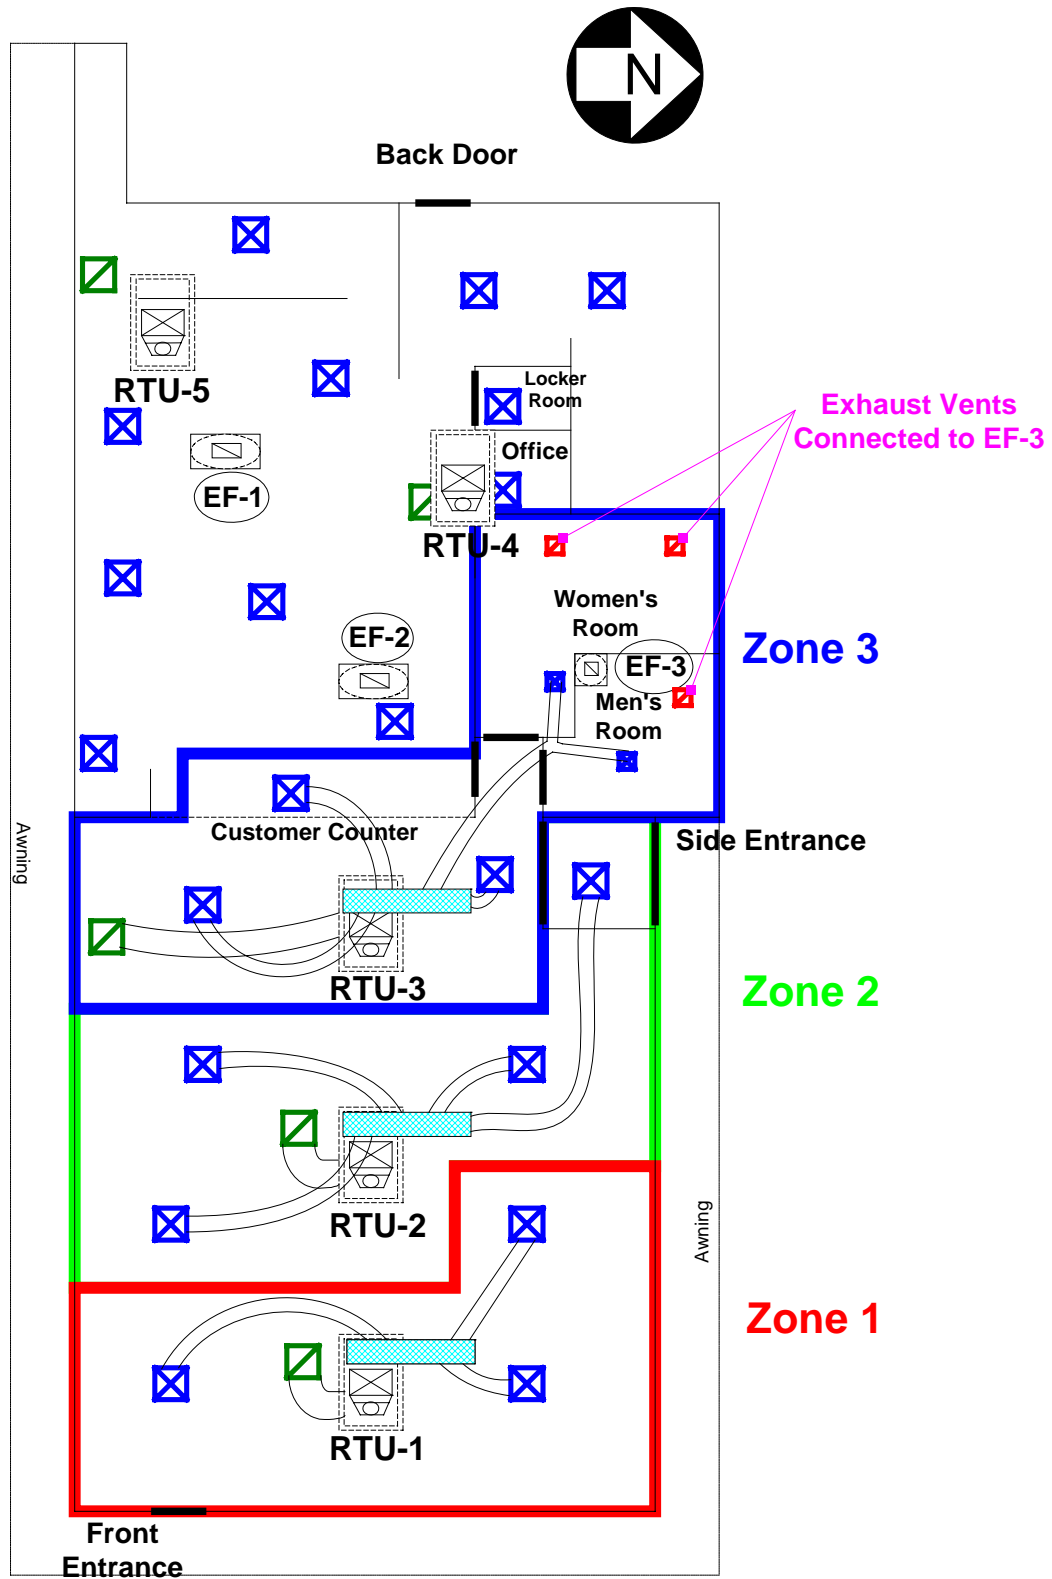 N
Back Door
RTU-5
Locker
Room
Exhaust Vents
Connected to EF-3
Office
EF-1
RTU-4
Women's
Room
EF-2
Zone 3
EF-3
Men's
Room
Customer Counter
Side Entrance
Awning
RTU-3
Zone 2
RTU-2
Awning
Zone 1
RTU-1
Front
Entrance